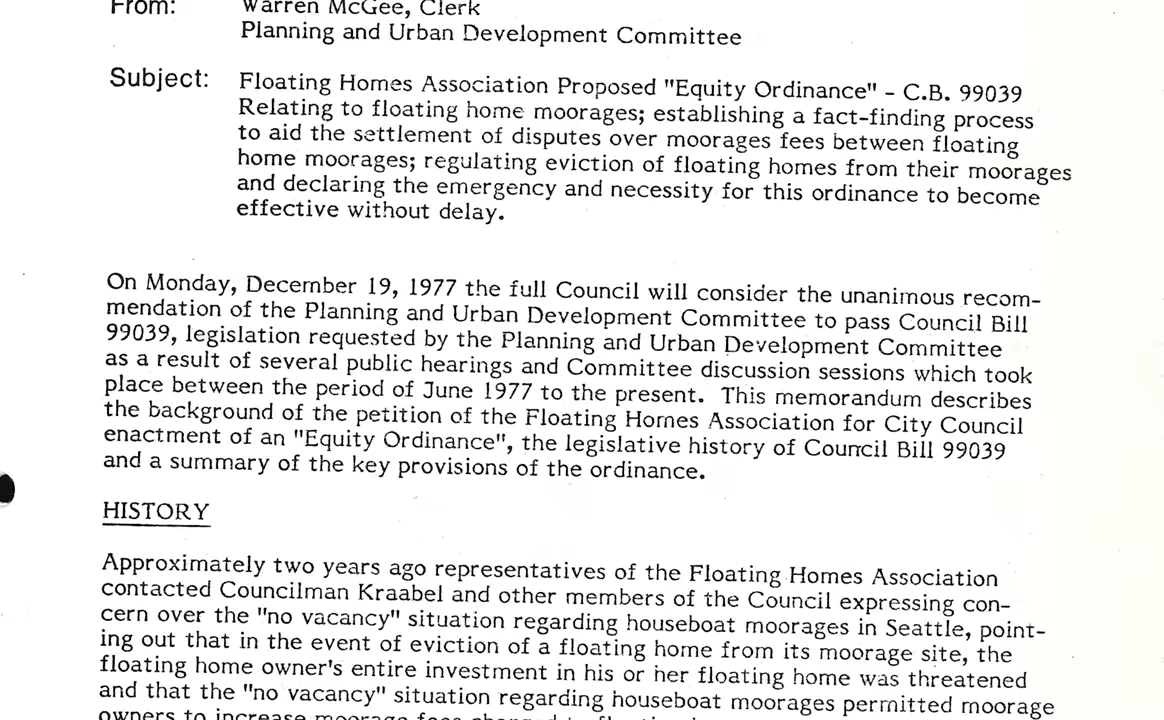 From: Warren McGee, Clerk
Planning and Urban Development Committee
Subject: Floating Homes Association Proposed "Equity Ordinance" - C.B. 99039
Relating to floating home moorages; establishing a fact-finding process
to aid the settlement of disputes over moorages fees between floating
home moorages; regulating eviction of floating homes from their moorages
and declaring the emergency and necessity for this ordinance to become
effective without delay.
On Monday, December 19, 1977 the full Council will consider the unanimous recom-
mendation of the Planning and Urban Development Committee to pass Council Bill
99039, legislation requested by the Planning and Urban Development Committee
as a result of several public hearings and Committee discussion sessions which took
place between the period of June 1977 to the present. This memorandum describes
the background of the petition of the Floating Homes Association for City Council
enactment of an "Equity Ordinance", the legislative history of Council Bill 99039
and a summary of the key provisions of the ordinance.
HISTORY
Approximately two years ago representatives of the Floating Homes Association
contacted Councilman Kraabel and other members of the Council expressing con-
cern over the "no vacancy" situation regarding houseboat moorages in Seattle, point-
ing out that in the event of eviction of a floating home from its moorage site, the
floating home owner's entire investment in his or her floating home was threatened
and that the "no vacancy" situation regarding houseboat moorages permitted moorage
owners to increase moorage fees